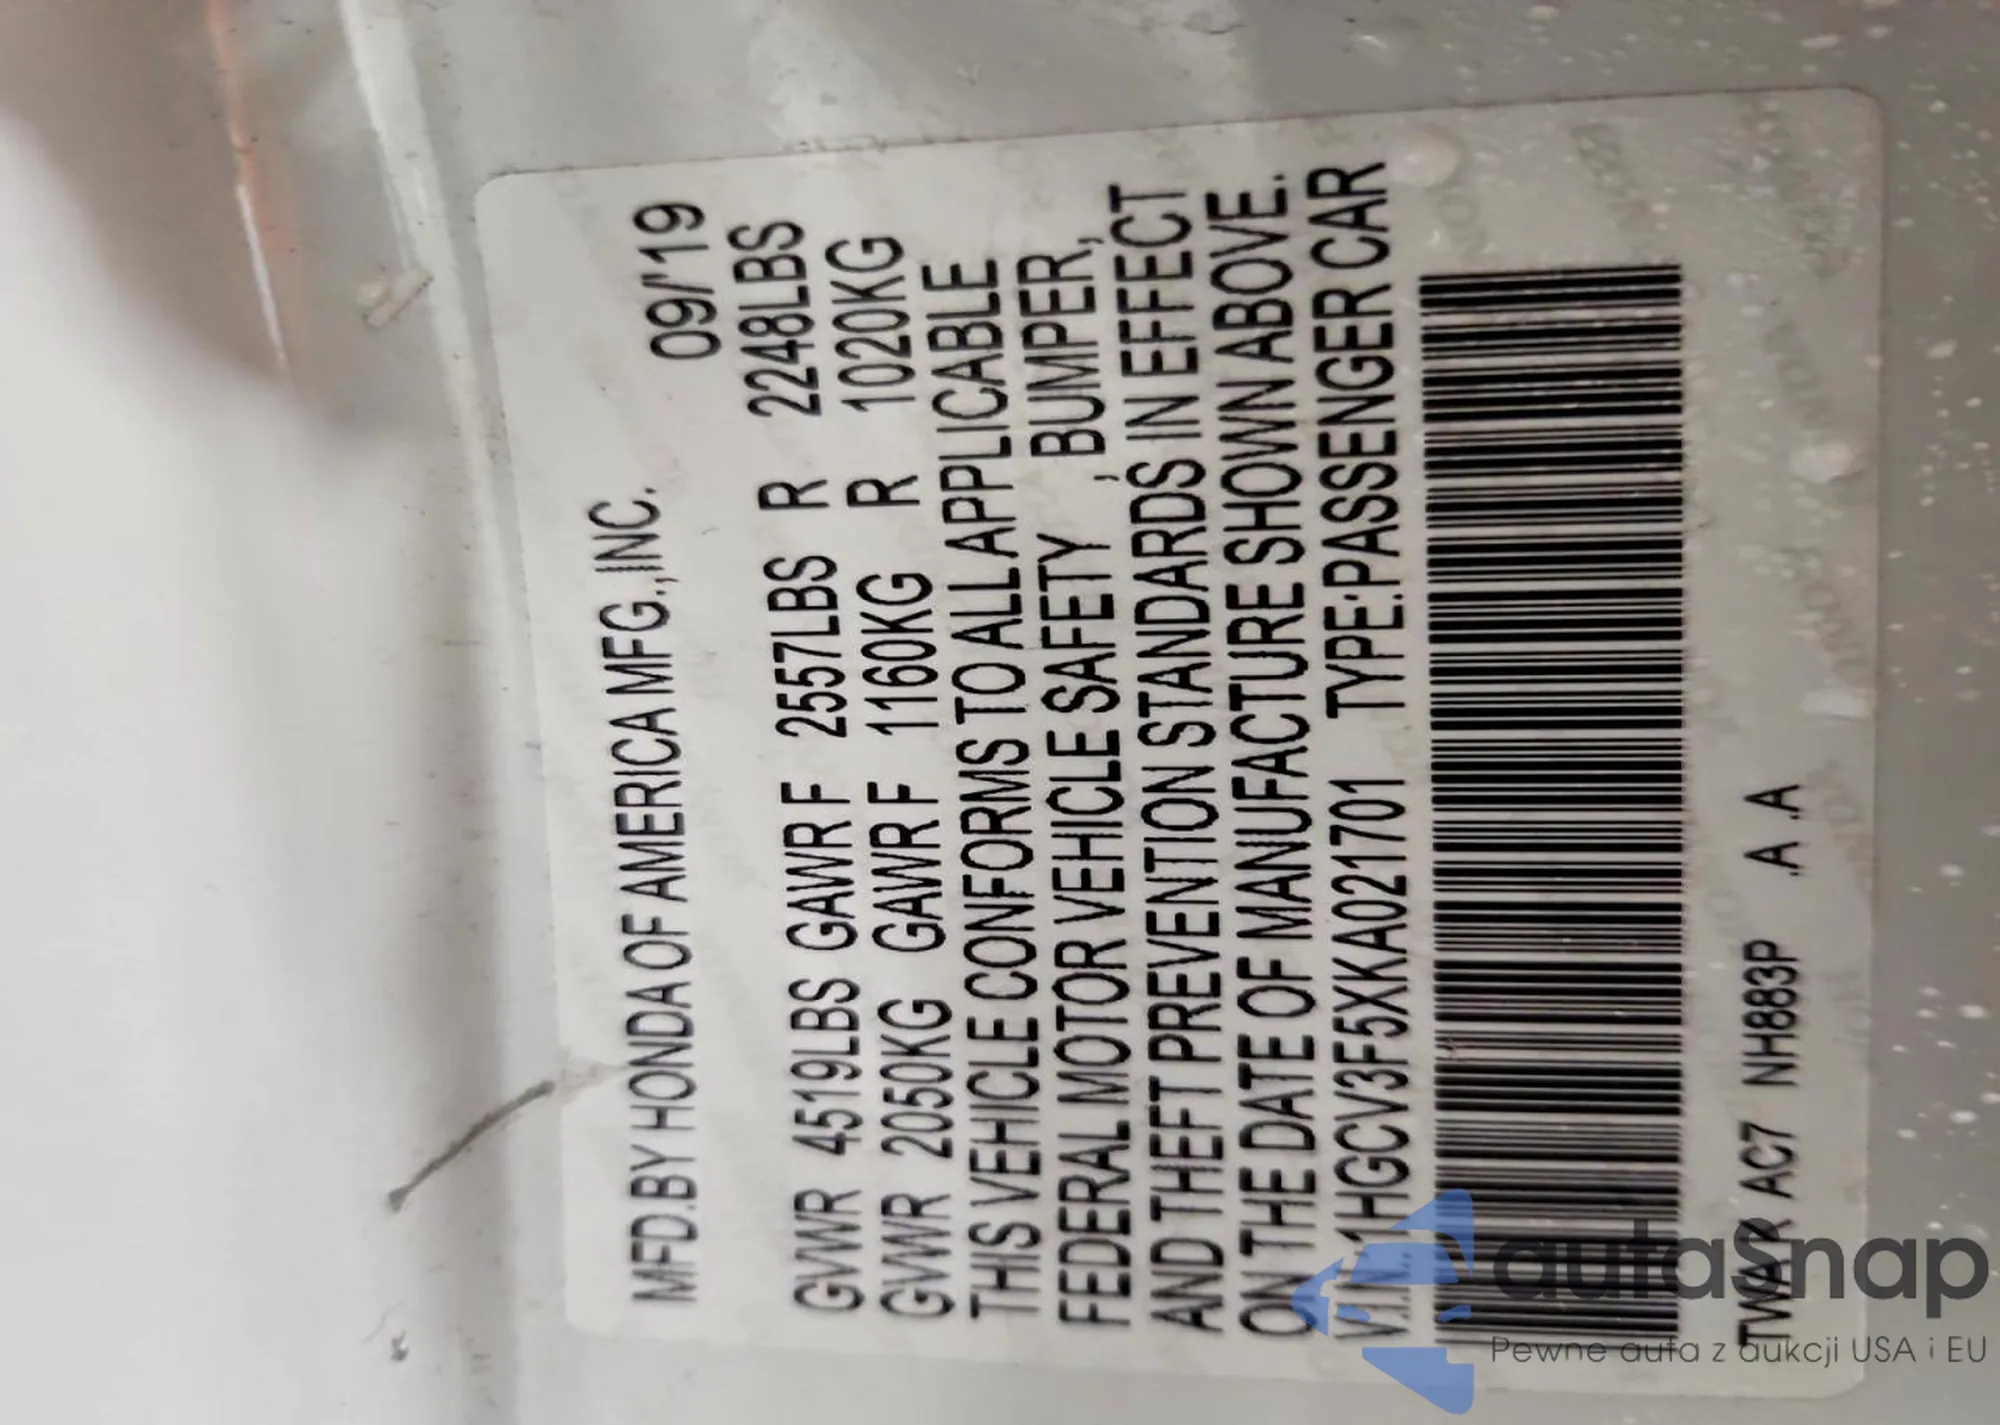 MFD.BY HONDA OF AMERICA MFG.,INC.
09/'19
GVWR 4519LBS GAWR F 2557LBS R 2248LBS
GVWR 2050KG GAWR F 1160KG R 1020KG
THIS VEHICLE CONFORMS TO ALL APPLICABLE
FEDERAL MOTOR VEHICLE SAFETY , BUMPER,
AND THEFT PREVENTION STANDARDS IN EFFECT
ON THE DATE OF MANUFACTURE SHOWN ABOVE.
V.I.N.:1HGCV3F5XKA021701 TYPE:PASSENGER CAR
AC7 NH883P .A .A
autasnap
Pewne auta z aukcji USA i EU